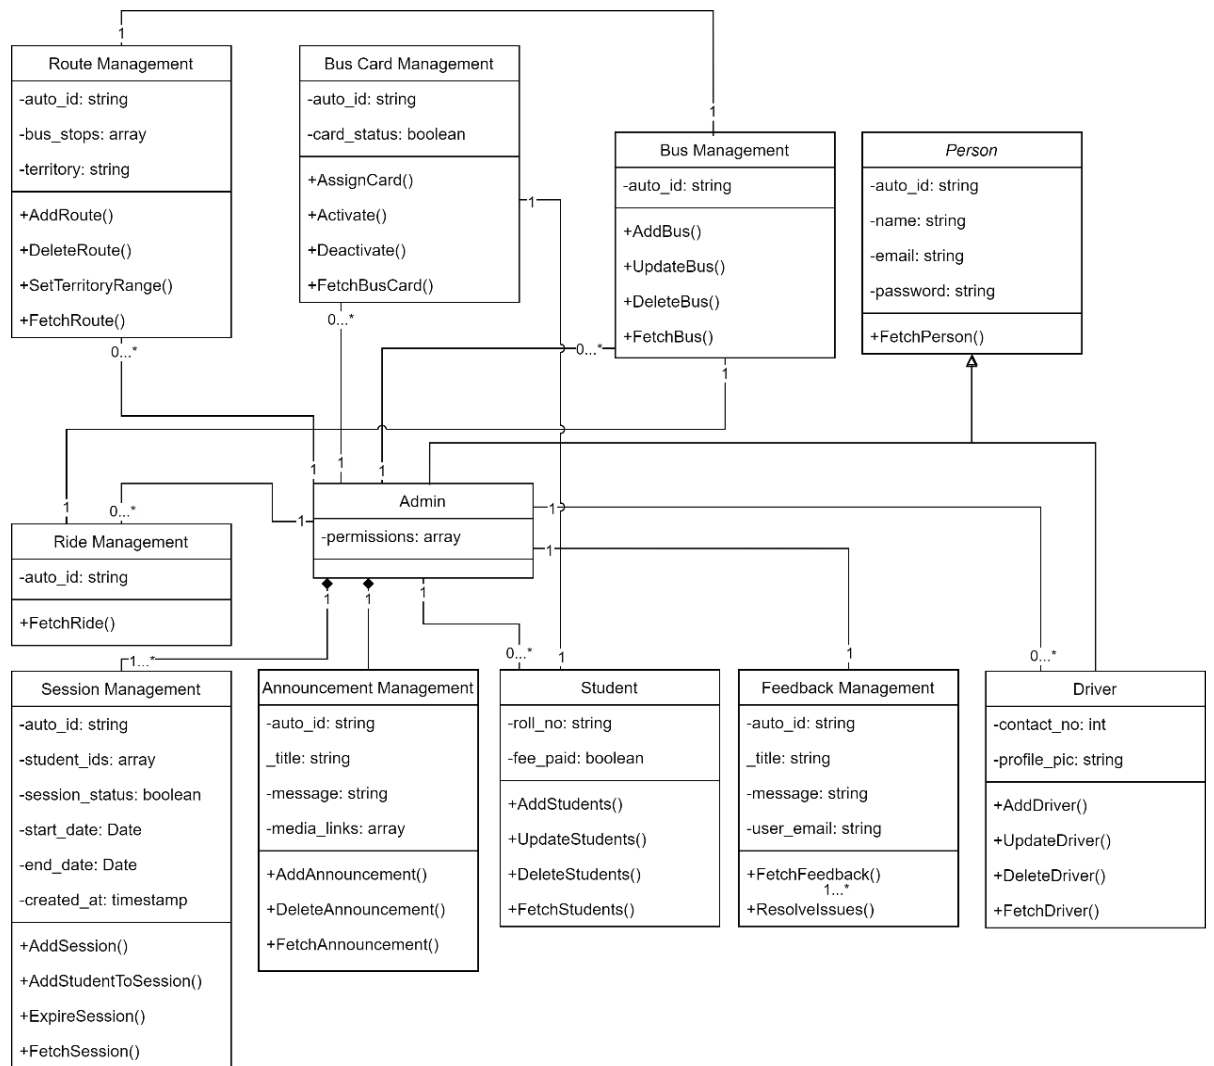 1
Route Management
-auto_id: string
-bus_stops: array
-territory: string
+AddRoute()
+DeleteRoute()
+SetTerritoryRange()
+FetchRoute()
0...*
Bus Card Management
-auto_id: string
-card_status: boolean
+AssignCard()
+Activate()
+Deactivate()
+FetchBusCard()
1
0...*
1
Bus Management
-auto_id: string
+AddBus()
+UpdateBus()
+DeleteBus()
+FetchBus()
0...*
1
Person
-auto_id: string
-name: string
-email: string
-password: string
+FetchPerson()
1
1
1
1
0...*
Ride Management
-auto_id: string
+FetchRide()
1
Admin
-permissions: array
1
1
1
1
1
1...*
Session Management
-auto_id: string
-student_ids: array
-session_status: boolean
-start_date: Date
-end_date: Date
-created_at: timestamp
+AddSession()
+AddStudentToSession()
+ExpireSession()
+FetchSession()
Announcement Management
-auto_id: string
_title: string
-message: string
-media_links: array
+AddAnnouncement()
+DeleteAnnouncement()
+FetchAnnouncement()
0...*
1
Student
-roll_no: string
-fee_paid: boolean
+AddStudents()
+UpdateStudents()
+DeleteStudents()
+FetchStudents()
1
Feedback Management
-auto_id: string
_title: string
-message: string
-user_email: string
+FetchFeedback()
1...*
+ResolveIssues()
0...*
Driver
-contact_no: int
-profile_pic: string
+AddDriver()
+UpdateDriver()
+DeleteDriver()
+FetchDriver()